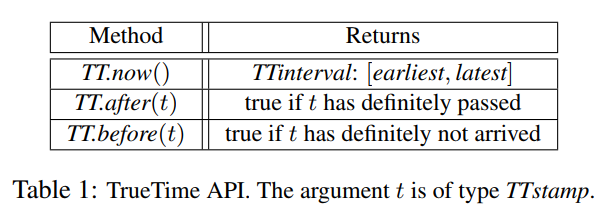 Method Returns
TT.now() TTinterval: [earliest, latest]
TT.after(t) true if t has definitely passed
TT.before(t) true if t has definitely not arrived
Table 1: TrueTime API. The argument t is of type TTstamp.